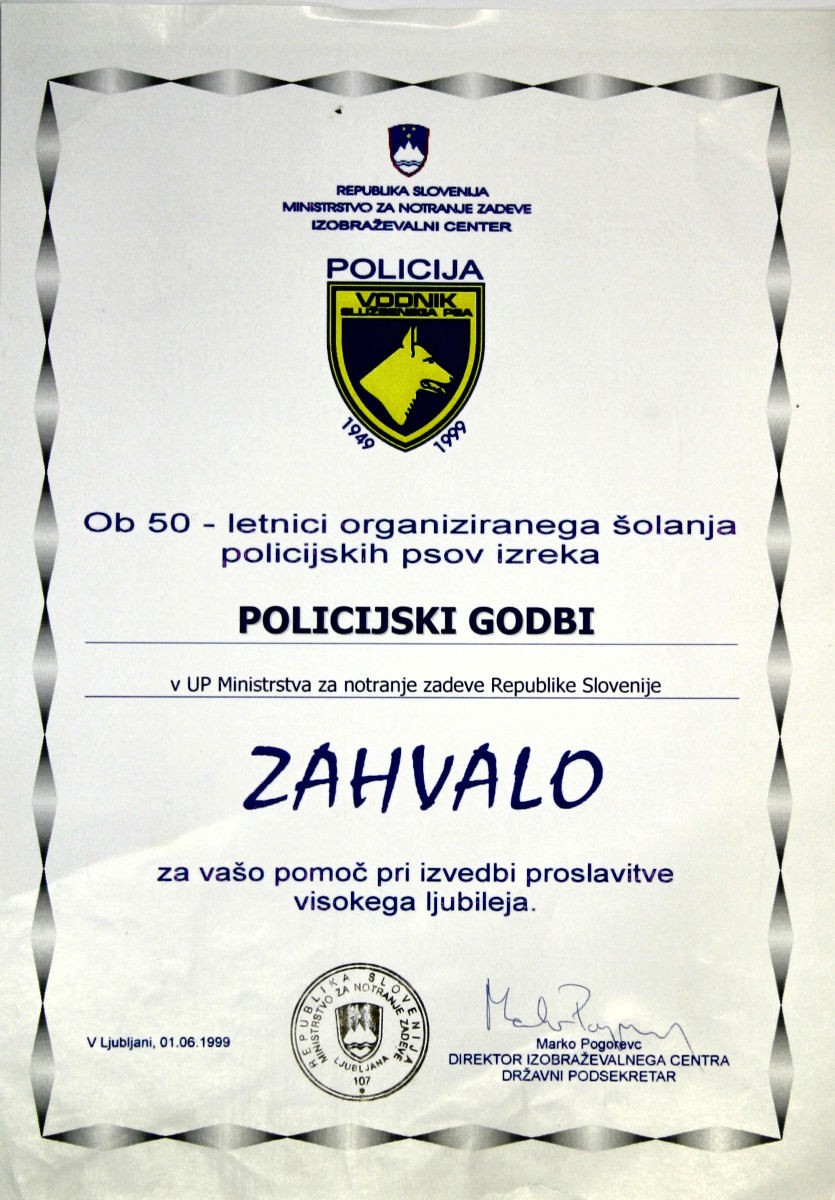 REPUBLIKA SLOVENIJA
MINISTRSTVO ZA NOTRANJE ZADEVE
IZOBRAŽEVALNI CENTER
POLICIJA
VODNIK
SLUŽBENEGA PSA
1949 1999
Ob 50 - letnici organiziranega šolanja
policijskih psov izreka
POLICIJSKI GODBI
v UP Ministrstva za notranje zadeve Republike Slovenije
ZAHVALO
za vašo pomoč pri izvedbi proslavitve
visokega ljubileja.
REPUBLIKA SLOVENIJA
MINISTRSTVO ZA NOTRANJE ZADEVE
LJUBLJANA
107
V Ljubljani, 01.06.1999
Marko Pogorevc
DIREKTOR IZOBRAŽEVALNEGA CENTRA
DRŽAVNI PODSEKRETAR